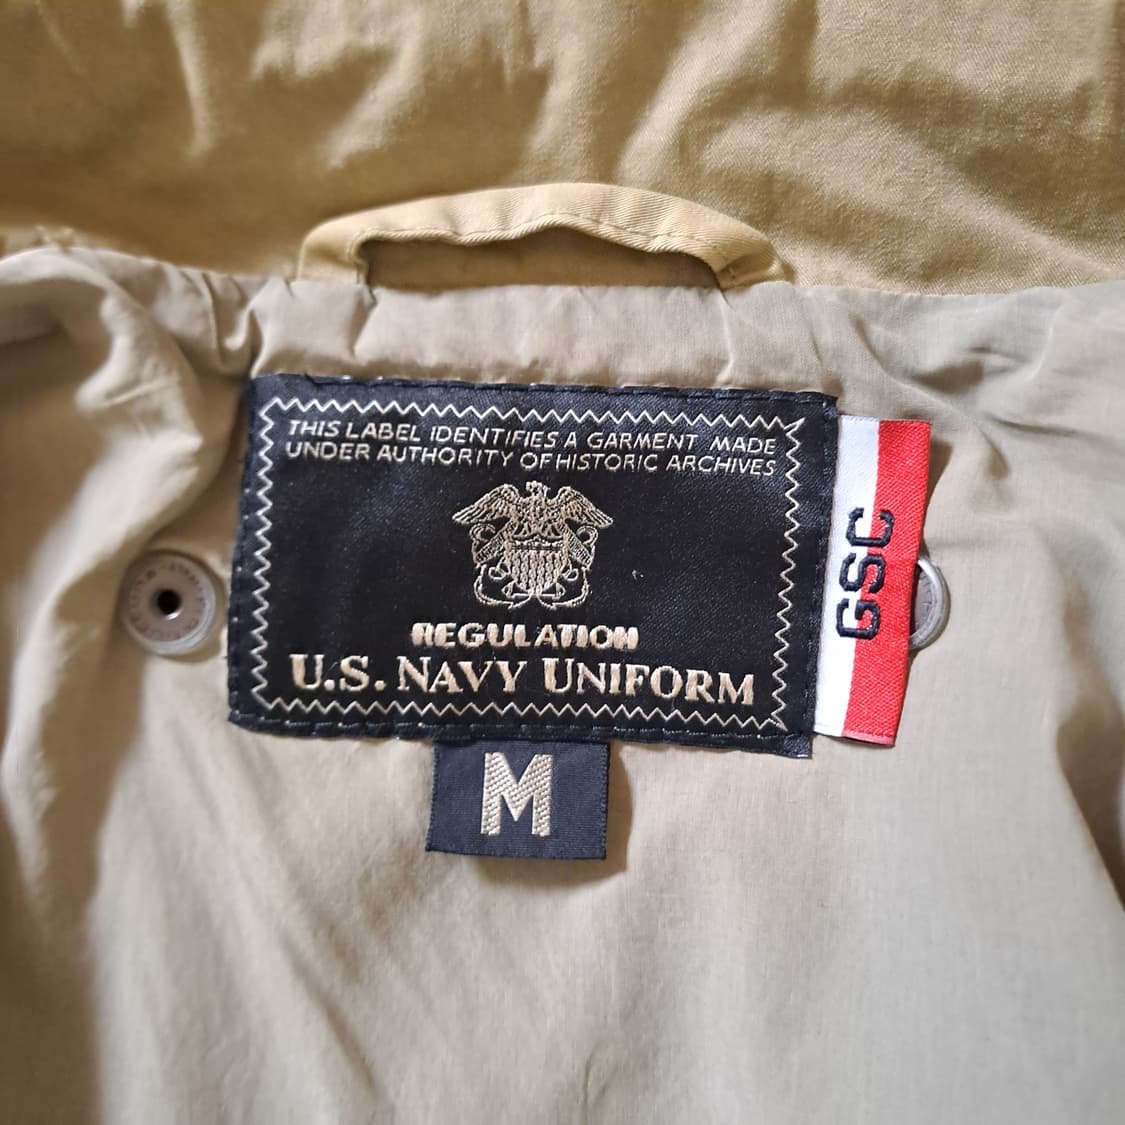 THIS LABEL IDENTIFIES A GARMENT MADE
UNDER AUTHORITY OF HISTORIC ARCHIVES
REGULATION
U.S. NAVY UNIFORM
GSC
M